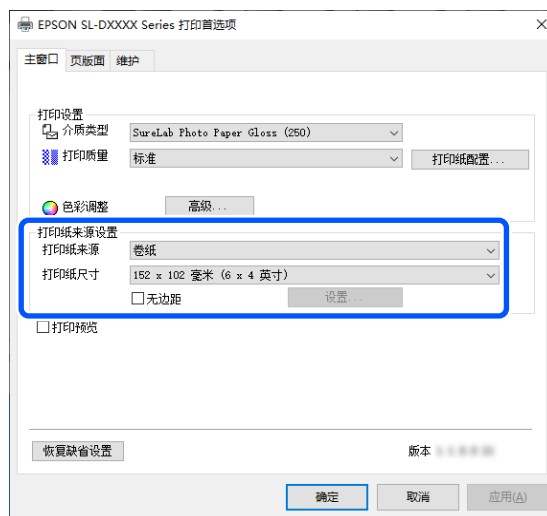 EPSON SL-DXXXX Series 打印首选项
主窗口 页版面 维护
打印设置
介质类型 SureLab Photo Paper Gloss (250)
打印质量 标准 打印纸配置...
色彩调整 高级...
打印纸来源设置
打印纸来源 卷纸
打印纸尺寸 152 x 102 毫米 (6 x 4 英寸)
无边距 设置...
打印预览
恢复缺省设置 版本
确定 取消 应用(A)